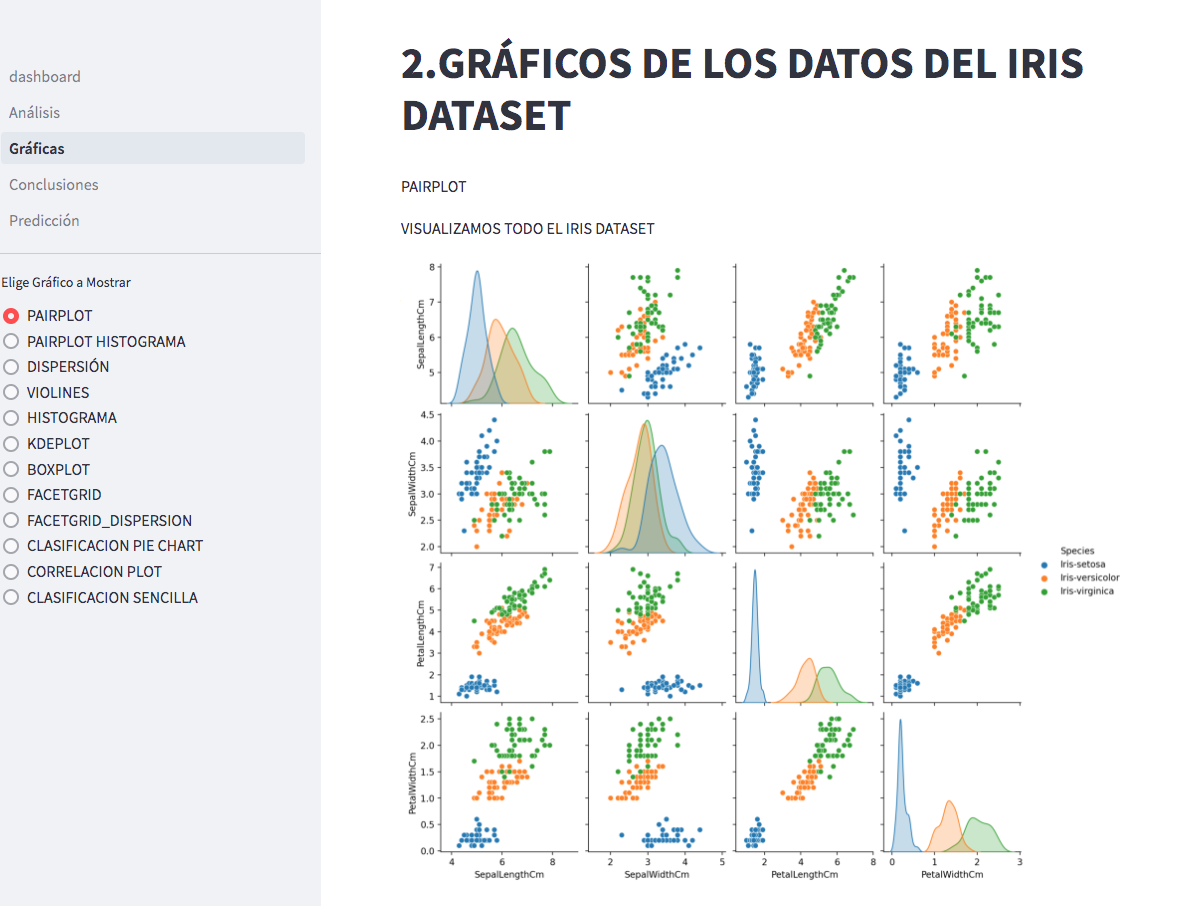 dashboard
Análisis
Gráficas
Conclusiones
Predicción
Elige Gráfico a Mostrar
PAIRPLOT
PAIRPLOT HISTOGRAMA
DISPERSIÓN
VIOLINES
HISTOGRAMA
KDEPLOT
BOXPLOT
FACETGRID
FACETGRID_DISPERSION
CLASIFICACION PIE CHART
CORRELACION PLOT
CLASIFICACION SENCILLA
2.GRÁFICOS DE LOS DATOS DEL IRIS
DATASET
PAIRPLOT
VISUALIZAMOS TODO EL IRIS DATASET
SepalLengthCm
8
7
6
5
SepalWidthCm
4.5
4.0
3.5
3.0
2.5
2.0
PetalLengthCm
7
6
5
4
3
2
1
PetalWidthCm
2.5
2.0
1.5
1.0
0.5
0.0
4 6 8
2 3 4 5
2 4 6 8
0 1 2 3
SepalLengthCm
SepalWidthCm
PetalLengthCm
PetalWidthCm
Species
Iris-setosa
Iris-versicolor
Iris-virginica